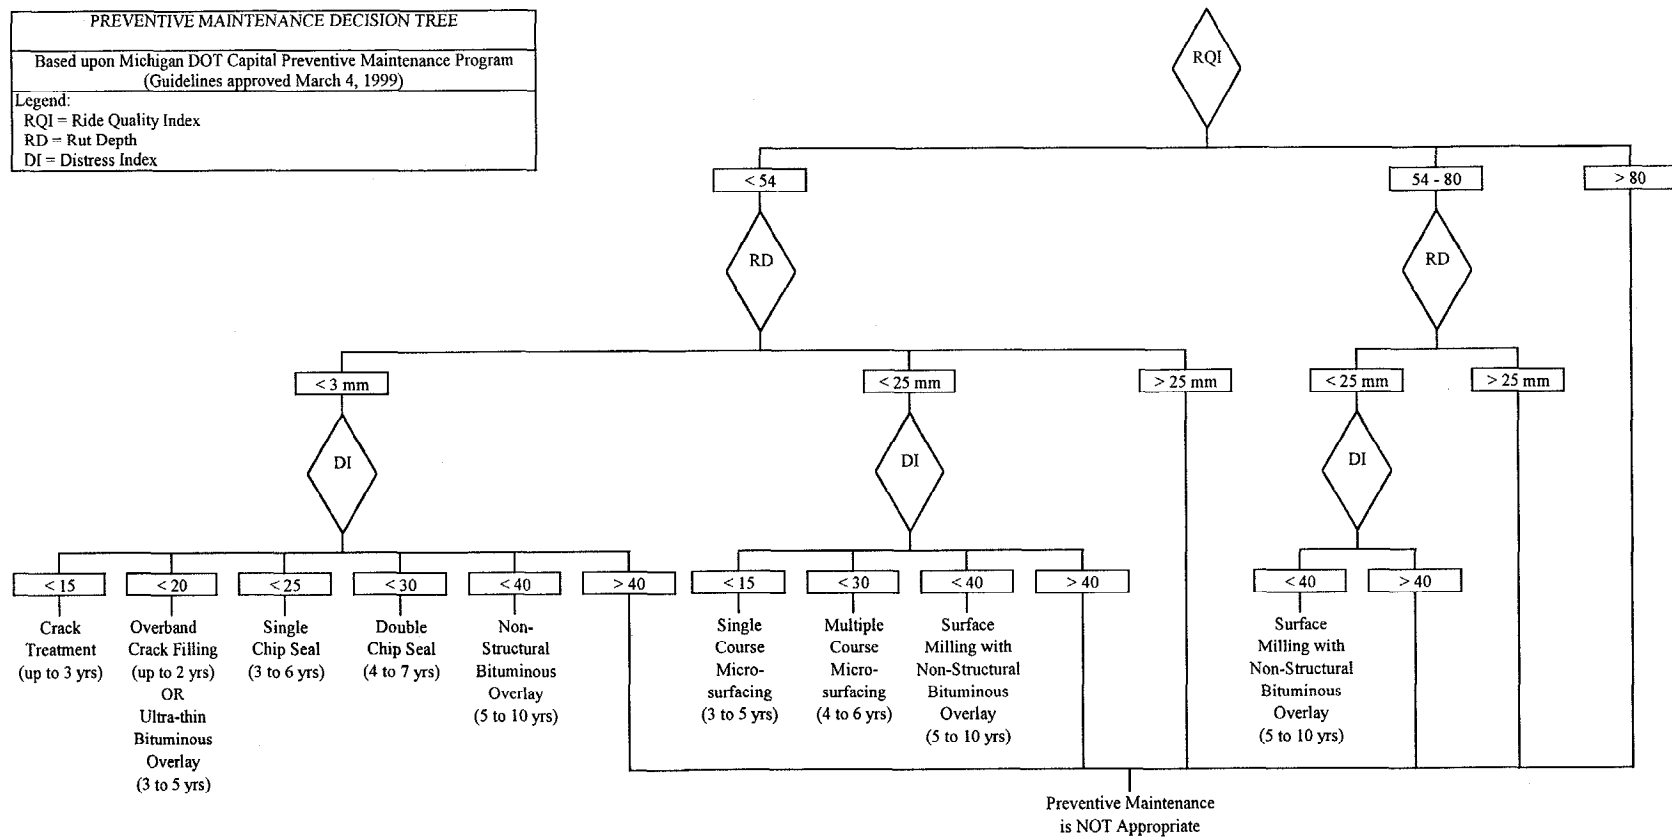 PREVENTIVE MAINTENANCE DECISION TREE
Based upon Michigan DOT Capital Preventive Maintenance Program
(Guidelines approved March 4, 1999)
Legend:
RQI = Ride Quality Index
RD = Rut Depth
DI = Distress Index
RQI
< 54
54 - 80
> 80
RD
RD
< 3 mm
< 25 mm
> 25 mm
< 25 mm
> 25 mm
DI
DI
DI
< 15
< 20
< 25
< 30
< 40
> 40
< 15
< 30
< 40
> 40
< 40
> 40
Crack
Treatment
(up to 3 yrs)
Overband
Crack Filling
(up to 2 yrs)
OR
Ultra-thin
Bituminous
Overlay
(3 to 5 yrs)
Single
Chip Seal
(3 to 6 yrs)
Double
Chip Seal
(4 to 7 yrs)
Non-
Structural
Bituminous
Overlay
(5 to 10 yrs)
Single
Course
Micro-
surfacing
(3 to 5 yrs)
Multiple
Course
Micro-
surfacing
(4 to 6 yrs)
Surface
Milling with
Non-Structural
Bituminous
Overlay
(5 to 10 yrs)
Surface
Milling with
Non-Structural
Bituminous
Overlay
(5 to 10 yrs)
Preventive Maintenance
is NOT Appropriate